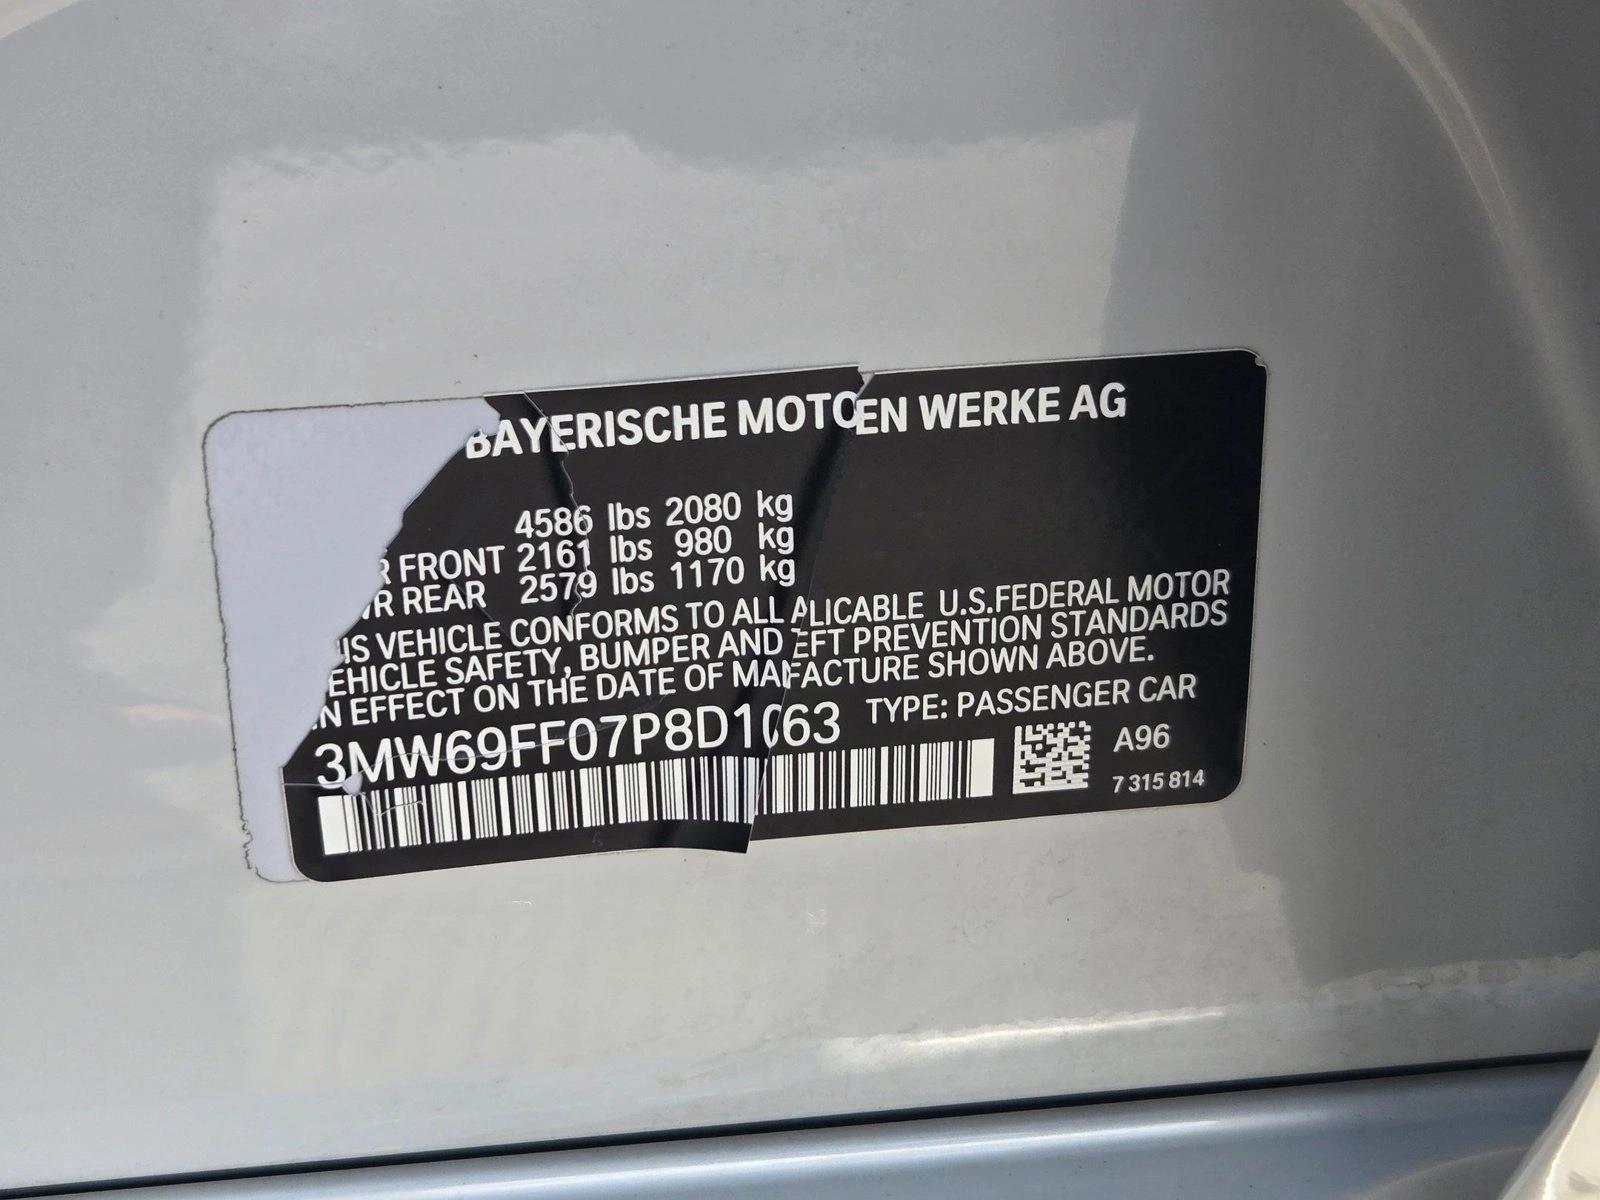 BAYERISCHE MOTOEN WERKE AG
4586 lbs 2080 kg
R FRONT 2161 lbs 980 kg
WR REAR 2579 lbs 1170 kg
IS VEHICLE CONFORMS TO ALL ALICABLE U.S.FEDERAL MOTOR
EHICLE SAFETY, BUMPER AND EFT PREVENTION STANDARDS
IN EFFECT ON THE DATE OF MAFACTURE SHOWN ABOVE.
3MW69FF07P8D1063 TYPE: PASSENGER CAR
A96
7 315 814